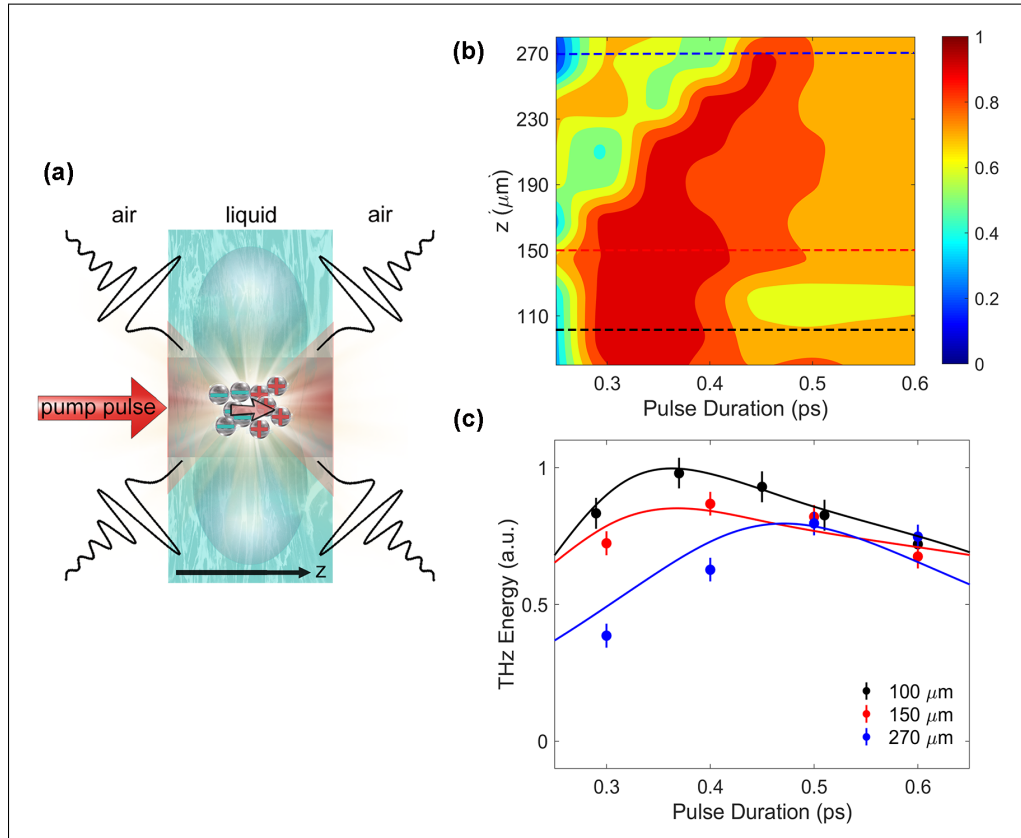 (a)
air
liquid
air
pump pulse
z
(b)
270
230
190
150
110
z (μm)
0.3
0.4
0.5
0.6
Pulse Duration (ps)
1
0.8
0.6
0.4
0.2
0
(c)
1
0.5
0
THz Energy (a.u.)
100 μm
150 μm
270 μm
0.3
0.4
0.5
0.6
Pulse Duration (ps)